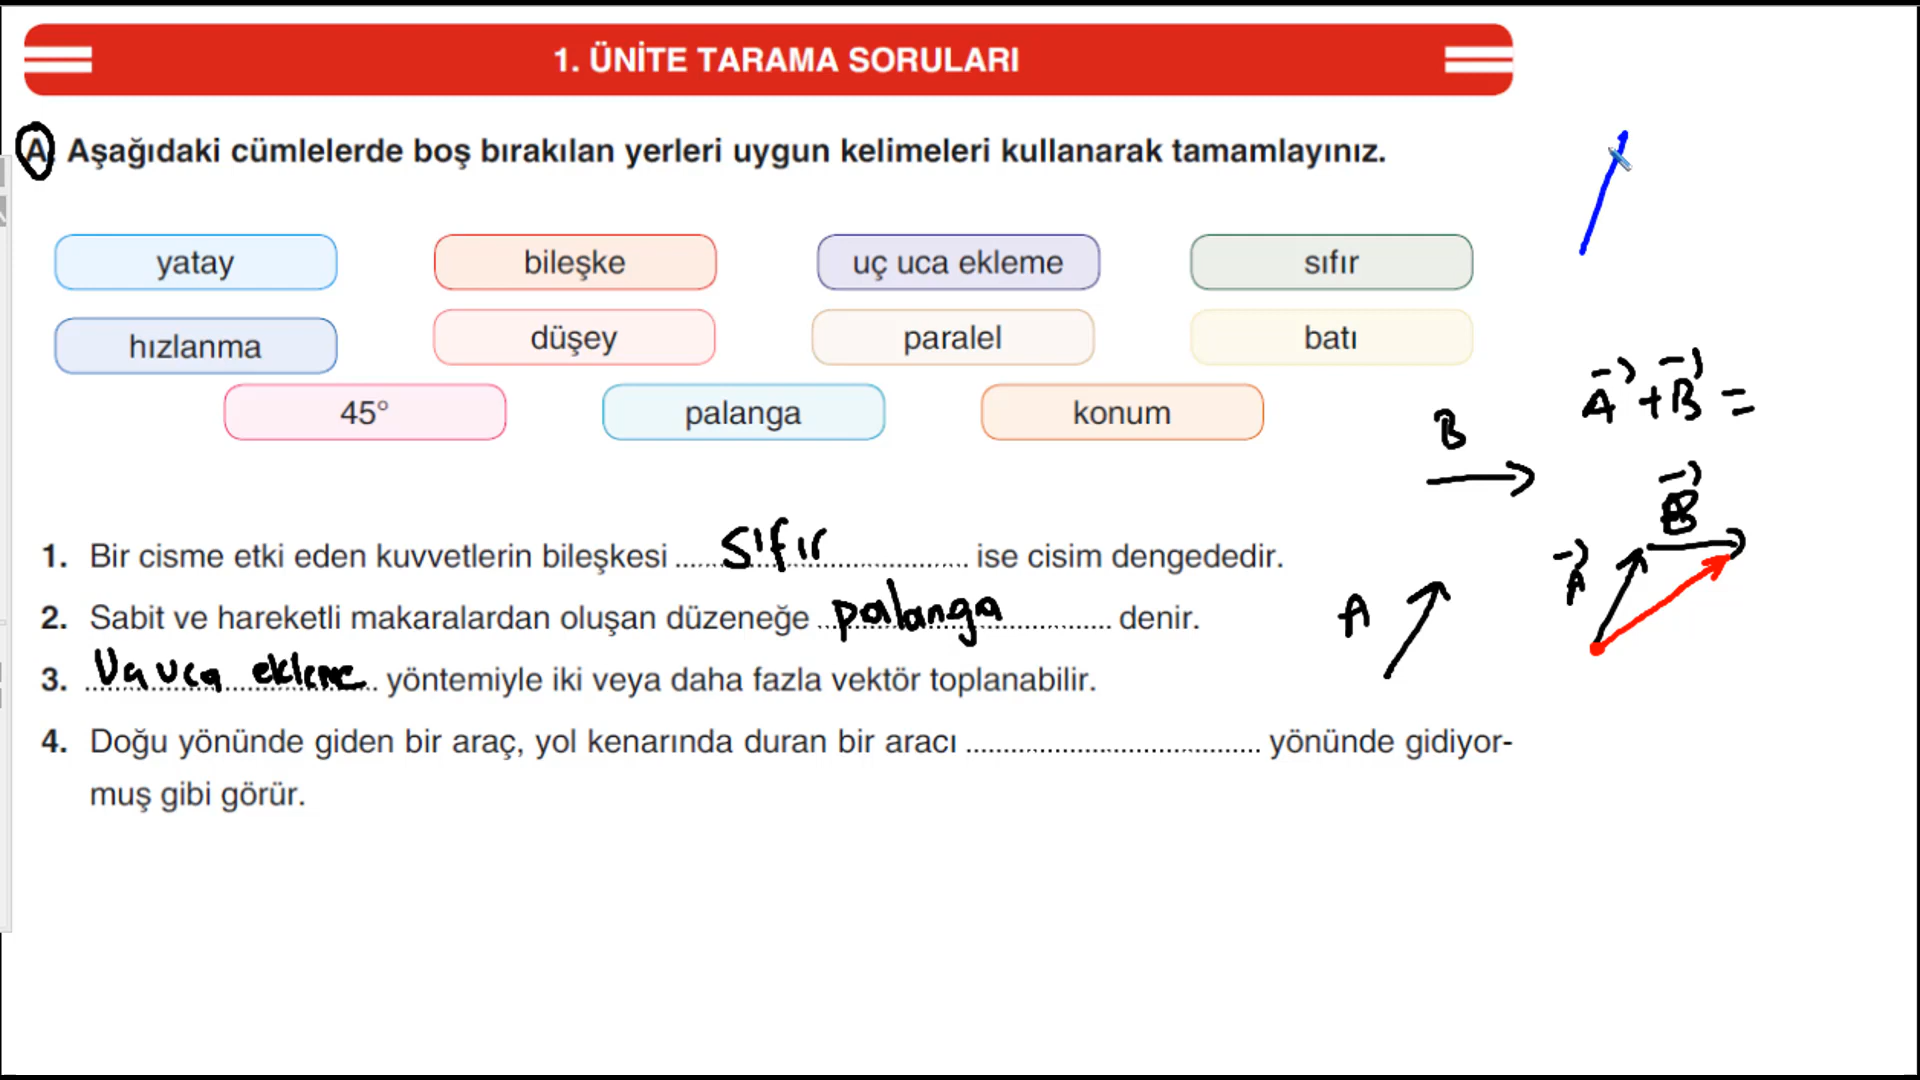 1. ÜNİTE TARAMA SORULARI
A Aşağıdaki cümlelerde boş bırakılan yerleri uygun kelimeleri kullanarak tamamlayınız.
yatay bileşke uç uca ekleme sıfır
hızlanma düşey paralel batı
45° palanga konum
A⃗ + B⃗ =
B
B⃗
A⃗
A
1. Bir cisme etki eden kuvvetlerin bileşkesi ..... sıfır ..... ise cisim dengededir.
2. Sabit ve hareketli makaralardan oluşan düzeneğe ..... palanga ..... denir.
3. ..... Uç uca ekleme ..... yöntemiyle iki veya daha fazla vektör toplanabilir.
4. Doğu yönünde giden bir araç, yol kenarında duran bir aracı ................................ yönünde gidiyor-
muş gibi görür.